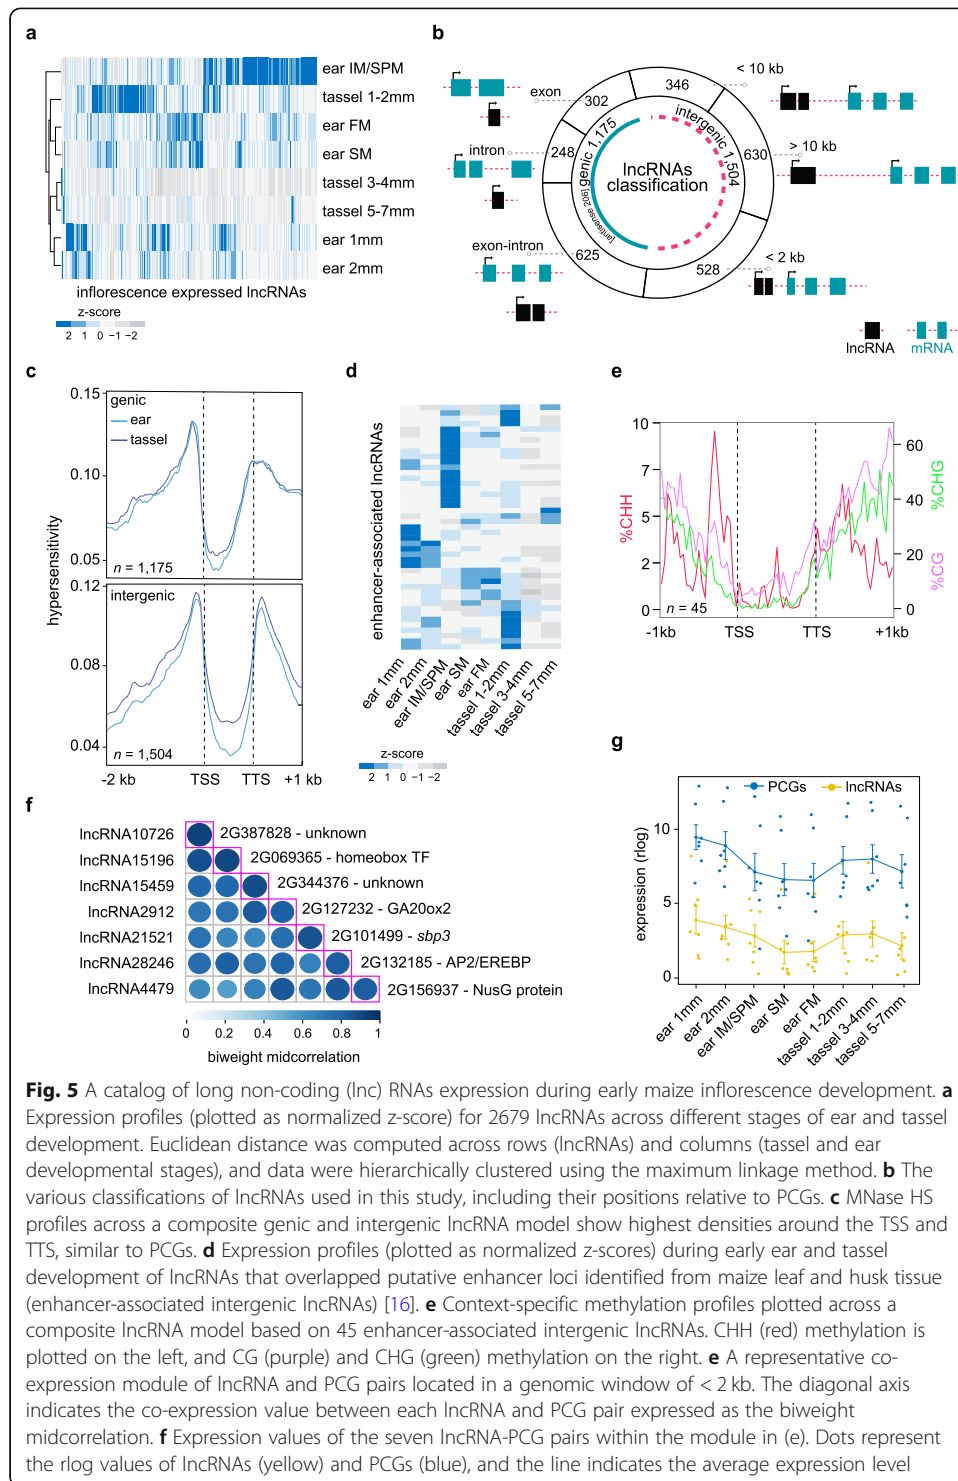 a
ear IM/SPM
tassel 1-2mm
ear FM
ear SM
tassel 3-4mm
tassel 5-7mm
ear 1mm
ear 2mm
inflorescence expressed lncRNAs
z-score
2 1 0 −1 −2
b
exon
302
346
< 10 kb
intron
248
genic 1,175
[antisense 209]
intergenic 1,504
lncRNAs
classification
630
> 10 kb
exon-intron
625
528
< 2 kb
lncRNA
mRNA
c
0.15
genic
ear
tassel
0.10
0.05
n = 1,175
hypersensitivity
0.12
intergenic
0.08
0.04
n = 1,504
-2 kb
TSS
TTS
+1 kb
d
enhancer-associated lncRNAs
ear 1mm
ear 2mm
ear IM/SPM
ear SM
ear FM
tassel 1-2mm
tassel 3-4mm
tassel 5-7mm
z-score
2 1 0 −1 −2
e
10
7
5
2
0
%CHH
60
40
20
0
%CHG
%CG
n = 45
-1kb
TSS
TTS
+1kb
f
lncRNA10726
2G387828 - unknown
lncRNA15196
2G069365 - homeobox TF
lncRNA15459
2G344376 - unknown
lncRNA2912
2G127232 - GA20ox2
lncRNA21521
2G101499 - sbp3
lncRNA28246
2G132185 - AP2/EREBP
lncRNA4479
2G156937 - NusG protein
0 0.2 0.4 0.6 0.8 1
biweight midcorrelation
g
PCGs
lncRNAs
10
5
0
expression (rlog)
ear 1mm
ear 2mm
ear IM/SPM
ear SM
ear FM
tassel 1-2mm
tassel 3-4mm
tassel 5-7mm
Fig. 5 A catalog of long non-coding (lnc) RNAs expression during early maize inflorescence development. a
Expression profiles (plotted as normalized z-score) for 2679 lncRNAs across different stages of ear and tassel
development. Euclidean distance was computed across rows (lncRNAs) and columns (tassel and ear
developmental stages), and data were hierarchically clustered using the maximum linkage method. b The
various classifications of lncRNAs used in this study, including their positions relative to PCGs. c MNase HS
profiles across a composite genic and intergenic lncRNA model show highest densities around the TSS and
TTS, similar to PCGs. d Expression profiles (plotted as normalized z-scores) during early ear and tassel
development of lncRNAs that overlapped putative enhancer loci identified from maize leaf and husk tissue
(enhancer-associated intergenic lncRNAs) [16]. e Context-specific methylation profiles plotted across a
composite lncRNA model based on 45 enhancer-associated intergenic lncRNAs. CHH (red) methylation is
plotted on the left, and CG (purple) and CHG (green) methylation on the right. e A representative co-
expression module of lncRNA and PCG pairs located in a genomic window of < 2 kb. The diagonal axis
indicates the co-expression value between each lncRNA and PCG pair expressed as the biweight
midcorrelation. f Expression values of the seven lncRNA-PCG pairs within the module in (e). Dots represent
the rlog values of lncRNAs (yellow) and PCGs (blue), and the line indicates the average expression level